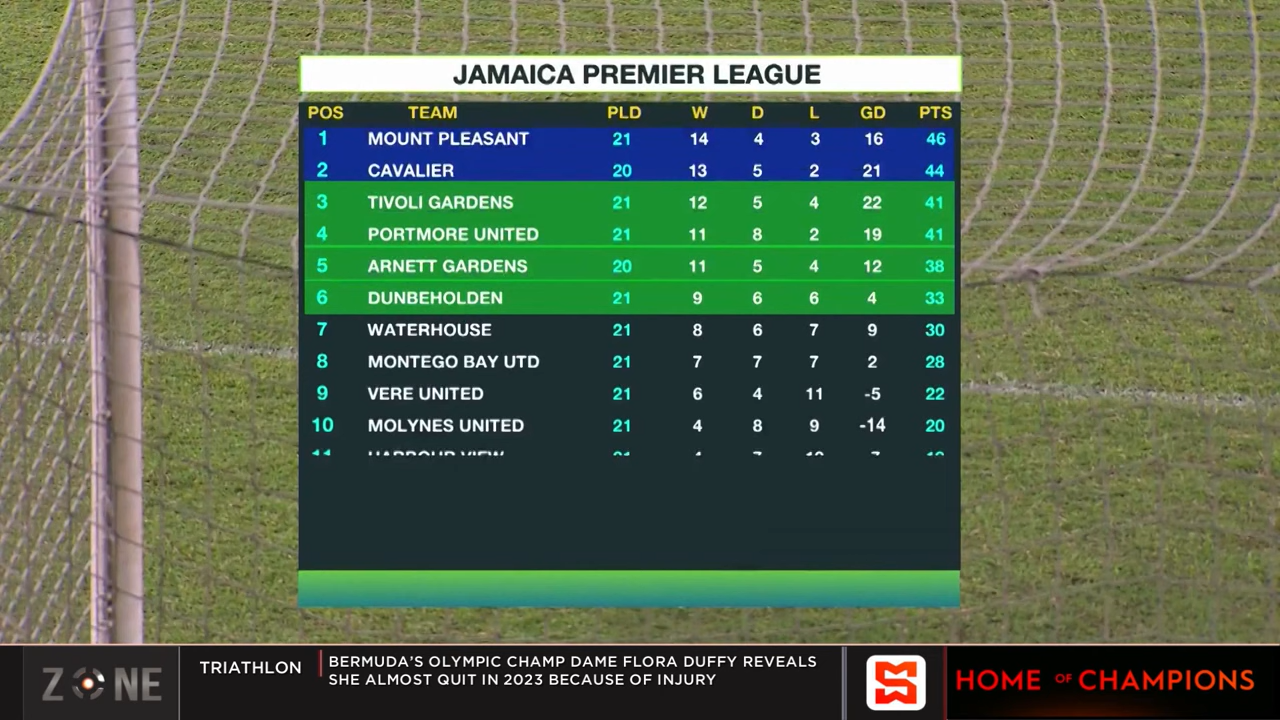 JAMAICA PREMIER LEAGUE
POS TEAM PLD W D L GD PTS
1 MOUNT PLEASANT 21 14 4 3 16 46
2 CAVALIER 20 13 5 2 21 44
3 TIVOLI GARDENS 21 12 5 4 22 41
4 PORTMORE UNITED 21 11 8 2 19 41
5 ARNETT GARDENS 20 11 5 4 12 38
6 DUNBEHOLDEN 21 9 6 6 4 33
7 WATERHOUSE 21 8 6 7 9 30
8 MONTEGO BAY UTD 21 7 7 7 2 28
9 VERE UNITED 21 6 4 11 -5 22
10 MOLYNES UNITED 21 4 8 9 -14 20
11 HARBOUR VIEW
ZONE
TRIATHLON
BERMUDA'S OLYMPIC CHAMP DAME FLORA DUFFY REVEALS
SHE ALMOST QUIT IN 2023 BECAUSE OF INJURY
HOME OF CHAMPIONS